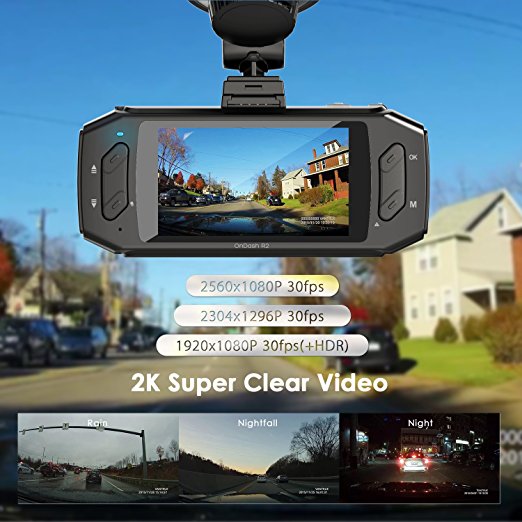 OK
M
OnDash R2
2560x1080P 30fps
2304x1296P 30fps
1920x1080P 30fps(+HDR)
2K Super Clear Video
Rain
Nightfall
Night